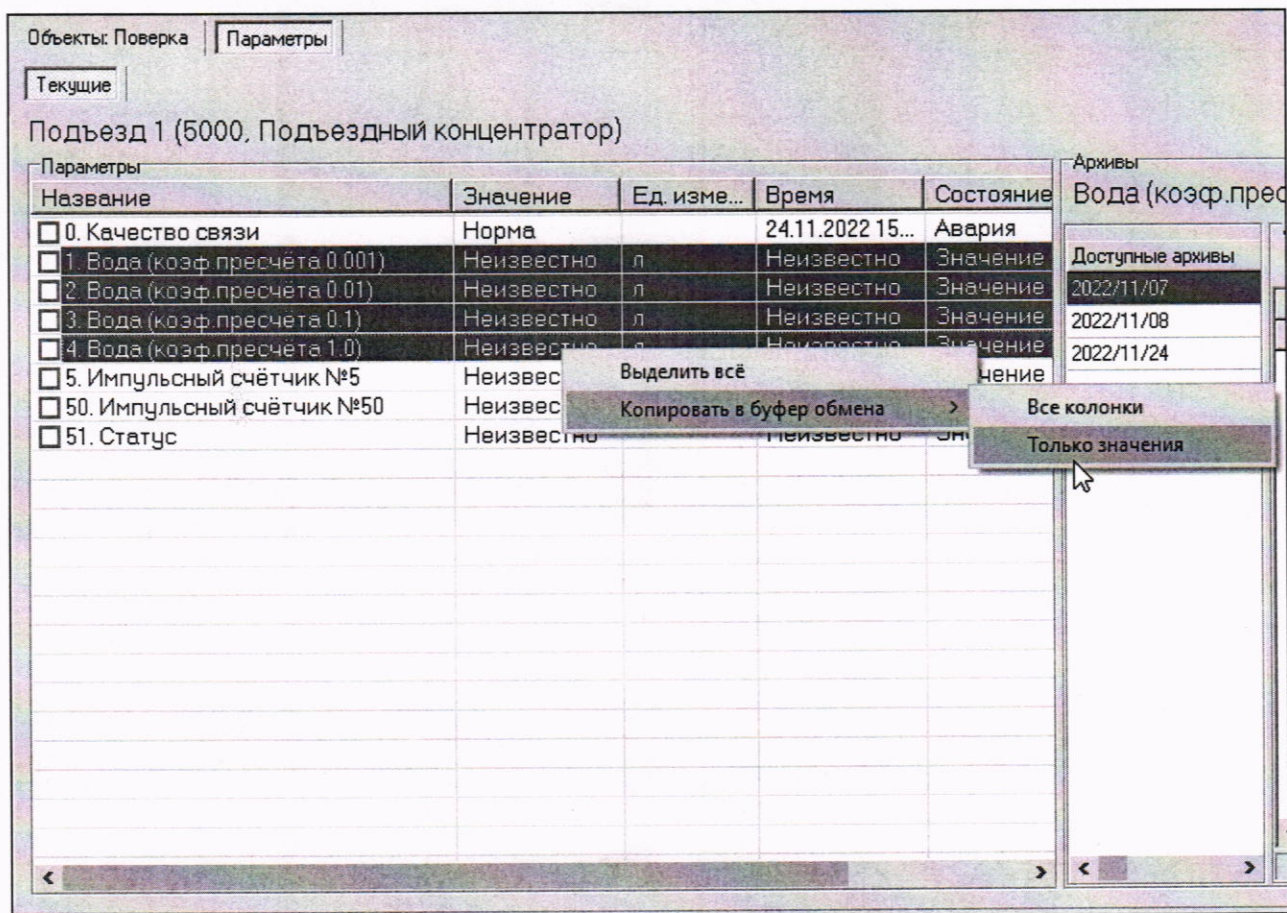 Объекты: Поверка Параметры
Текущие
Подъезд 1 (5000, Подъездный концентратор)
Параметры
Название Значение Ед. изме... Время Состояние
0. Качество связи Норма 24.11.2022 15... Авария
1. Вода (коэф.пресчёта 0.001) Неизвестно л Неизвестно Значение
2. Вода (коэф.пресчёта 0.01) Неизвестно л Неизвестно Значение
3. Вода (коэф.пресчёта 0.1) Неизвестно л Неизвестно Значение
4. Вода (коэф.пресчёта 1.0) Неизвестно л Неизвестно Значение
5. Импульсный счётчик №5 Неизвес чение
50. Импульсный счётчик №50 Неизвес
51. Статус Неизвестно Неизвестно
Выделить всё
Копировать в буфер обмена >
Все колонки
Только значения
Архивы
Вода (коэф.прес
Доступные архивы
2022/11/07
2022/11/08
2022/11/24